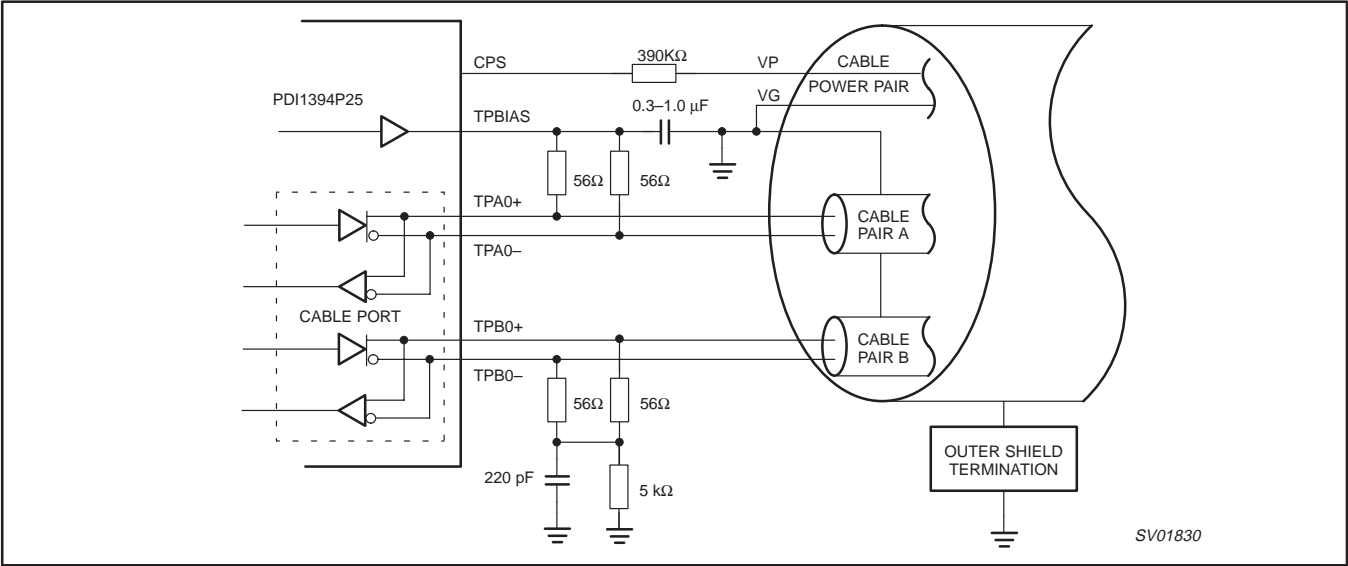 CPS
390KΩ
VP
CABLE
POWER PAIR
VG
PDI1394P25
TPBIAS
0.3–1.0 μF
56Ω
56Ω
TPA0+
TPA0–
CABLE
PAIR A
CABLE PORT
TPB0+
TPB0–
CABLE
PAIR B
56Ω
56Ω
220 pF
5 kΩ
OUTER SHIELD
TERMINATION
SV01830